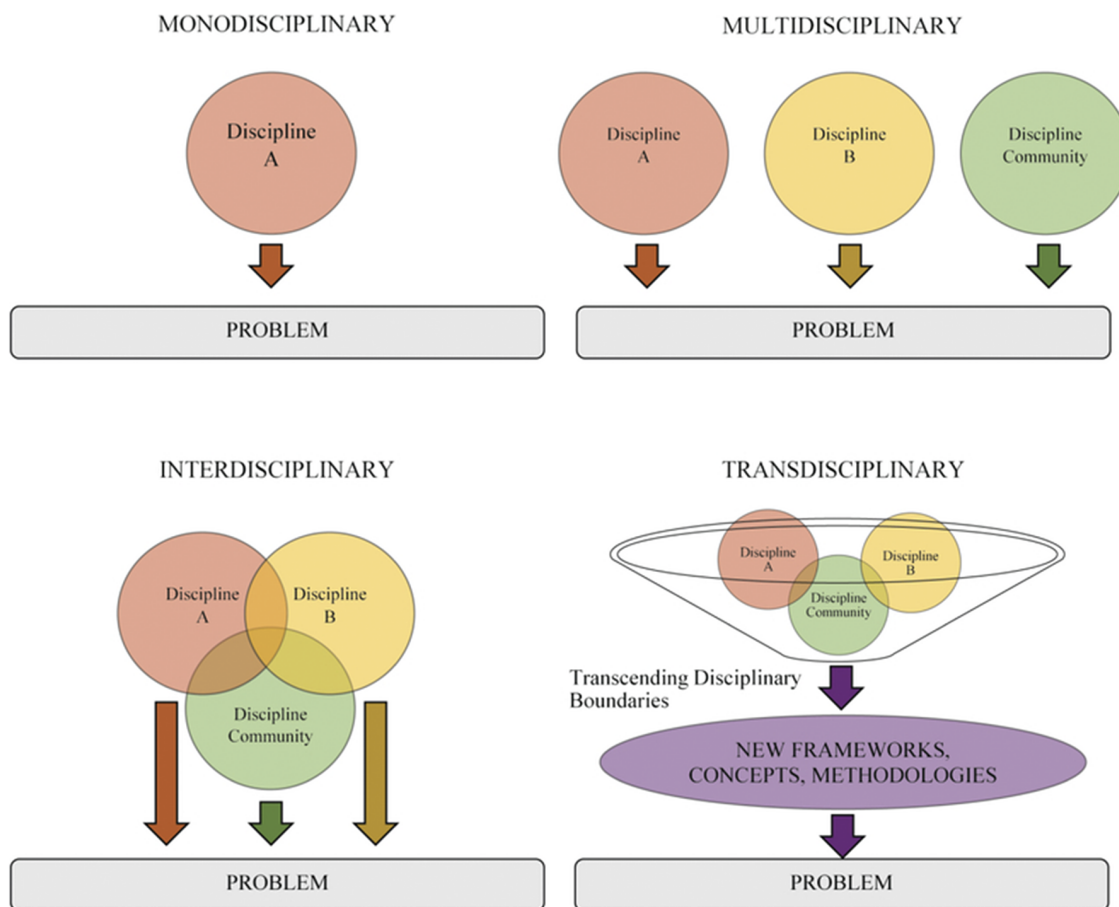 MONODISCIPLINARY
Discipline
A
PROBLEM
MULTIDISCIPLINARY
Discipline
A
Discipline
B
Discipline
Community
PROBLEM
INTERDISCIPLINARY
Discipline
A
Discipline
B
Discipline
Community
PROBLEM
TRANSDISCIPLINARY
Discipline
A
Discipline
B
Discipline
Community
Transcending Disciplinary
Boundaries
NEW FRAMEWORKS,
CONCEPTS, METHODOLOGIES
PROBLEM